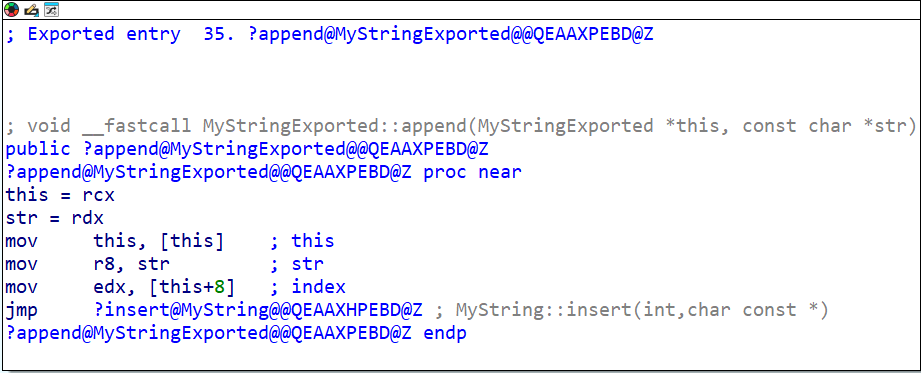 ; Exported entry  35. ?append@MyStringExported@@QEAAXPEBD@Z
; void __fastcall MyStringExported::append(MyStringExported *this, const char *str)
public ?append@MyStringExported@@QEAAXPEBD@Z
?append@MyStringExported@@QEAAXPEBD@Z proc near
this = rcx
str = rdx
mov     this, [this]    ; this
mov     r8, str         ; str
mov     edx, [this+8]   ; index
jmp     ?insert@MyString@@QEAAXHPEBD@Z ; MyString::insert(int,char const *)
?append@MyStringExported@@QEAAXPEBD@Z endp